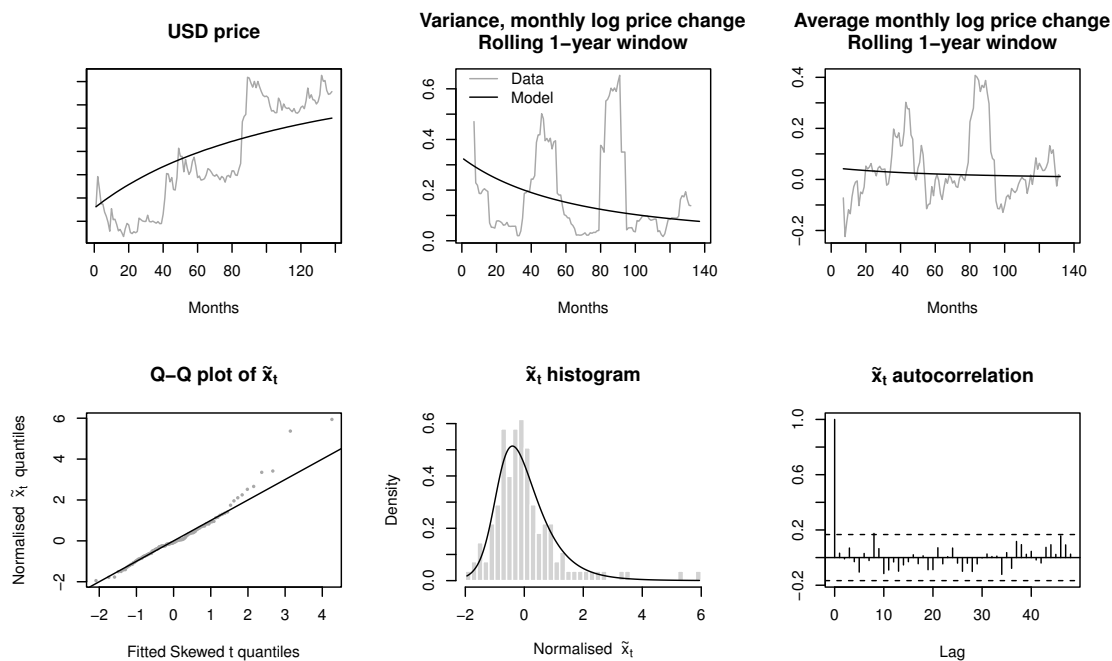 USD price
0 20 40 60 80 120
Months
Variance, monthly log price change
Rolling 1−year window
Data
Model
0.0 0.2 0.4 0.6
0 20 40 60 80 100 140
Months
Average monthly log price change
Rolling 1−year window
−0.2 0.0 0.2 0.4
0 20 40 60 80 100 140
Months
Q−Q plot of x̃t
Normalised x̃t quantiles
−2 0 2 4 6
−2 −1 0 1 2 3 4
Fitted Skewed t quantiles
x̃t histogram
Density
0.0 0.2 0.4 0.6
−2 0 2 4 6
Normalised x̃t
x̃t autocorrelation
−0.2 0.2 0.6 1.0
0 10 20 30 40
Lag